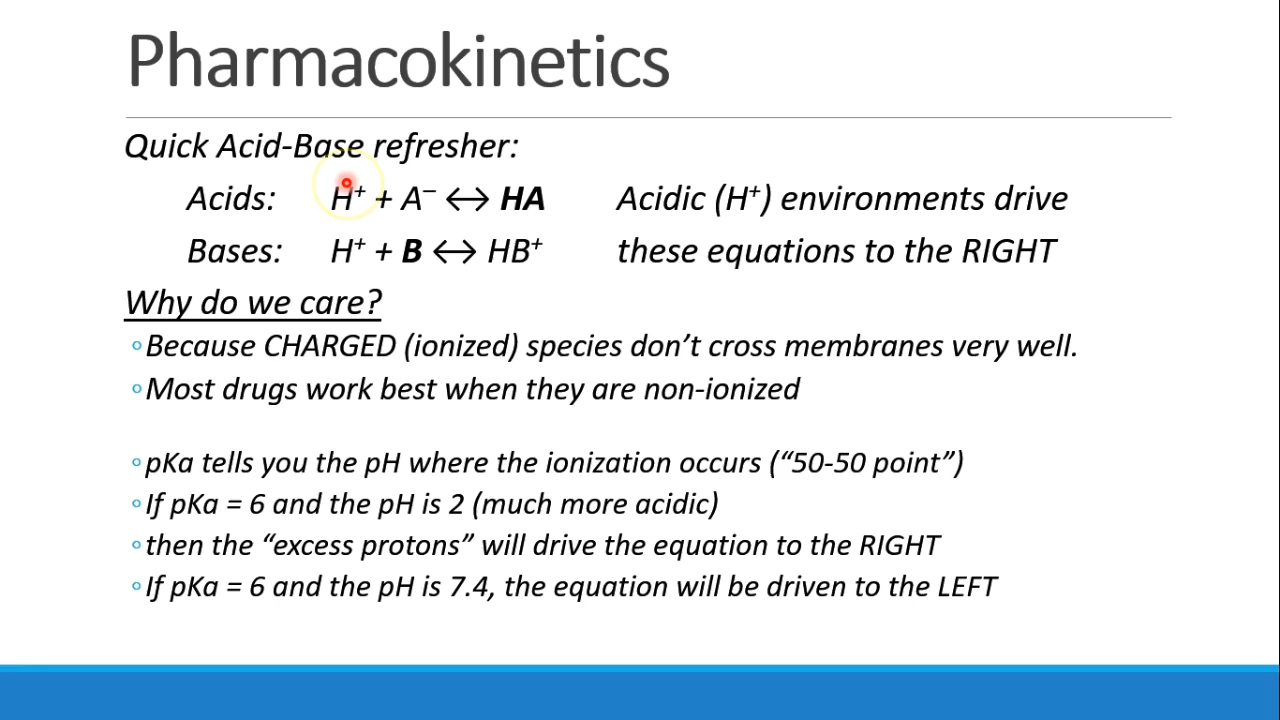 Pharmacokinetics
Quick Acid-Base refresher:
Acids: H⁺ + A⁻ ↔ HA Acidic (H⁺) environments drive
Bases: H⁺ + B ↔ HB⁺ these equations to the RIGHT
Why do we care?
◦Because CHARGED (ionized) species don’t cross membranes very well.
◦Most drugs work best when they are non-ionized
◦pKa tells you the pH where the ionization occurs (“50-50 point”)
◦If pKa = 6 and the pH is 2 (much more acidic)
◦then the “excess protons” will drive the equation to the RIGHT
◦If pKa = 6 and the pH is 7.4, the equation will be driven to the LEFT